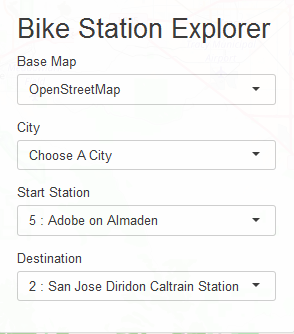 Bike Station Explorer
Base Map
OpenStreetMap
City
Choose A City
Start Station
5 : Adobe on Almaden
Destination
2 : San Jose Diridon Caltrain Station